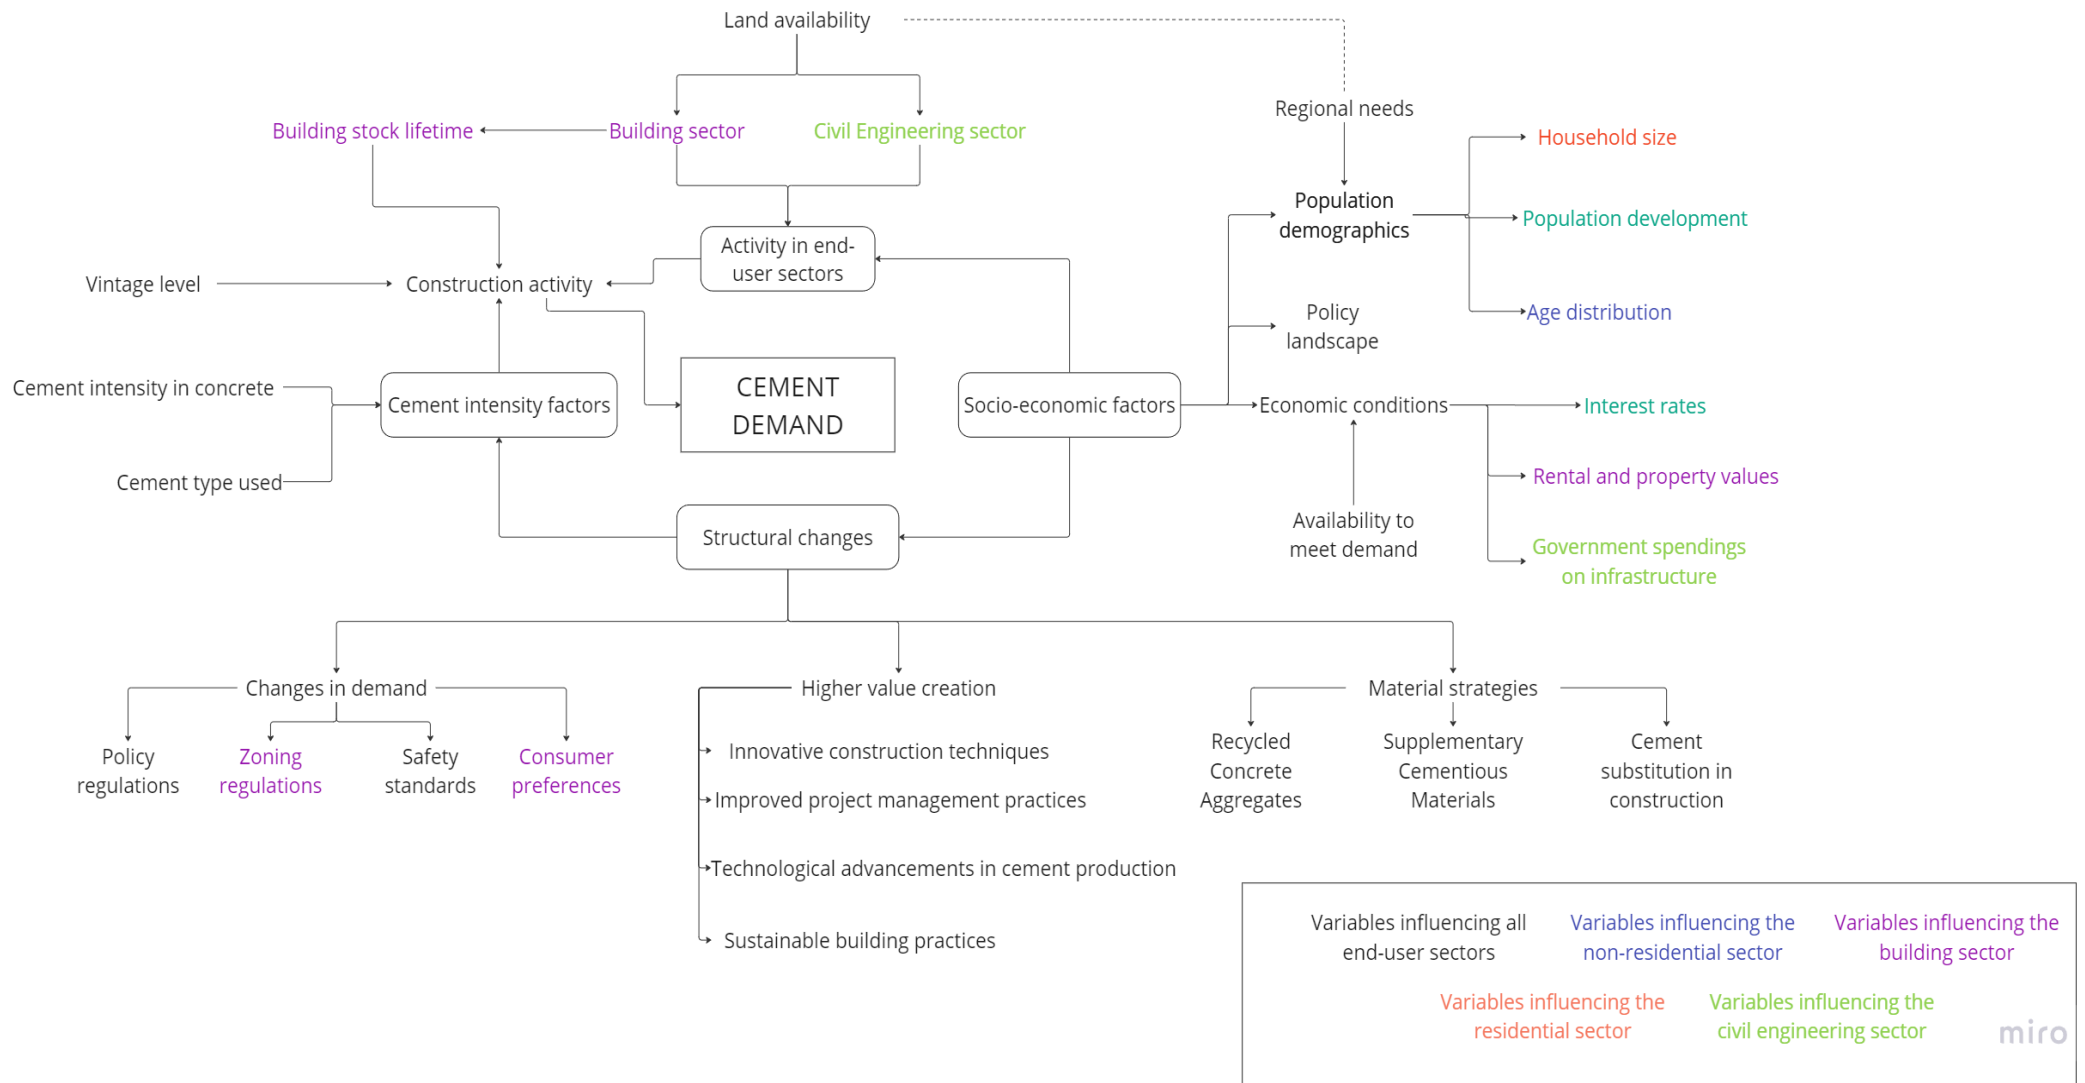 Land availability
Regional needs
Building stock lifetime
Building sector
Civil Engineering sector
Household size
Population
demographics
Population development
Activity in end-
user sectors
Vintage level
Construction activity
Policy
landscape
Age distribution
Cement intensity in concrete
Cement intensity factors
CEMENT
DEMAND
Socio-economic factors
Economic conditions
Interest rates
Cement type used
Rental and property values
Availability to
meet demand
Structural changes
Government spendings
on infrastructure
Changes in demand
Higher value creation
Material strategies
Policy
regulations
Zoning
regulations
Safety
standards
Consumer
preferences
Innovative construction techniques
Improved project management practices
Technological advancements in cement production
Sustainable building practices
Recycled
Concrete
Aggregates
Supplementary
Cementious
Materials
Cement
substitution in
construction
Variables influencing all
end-user sectors
Variables influencing the
non-residential sector
Variables influencing the
building sector
Variables influencing the
residential sector
Variables influencing the
civil engineering sector
miro